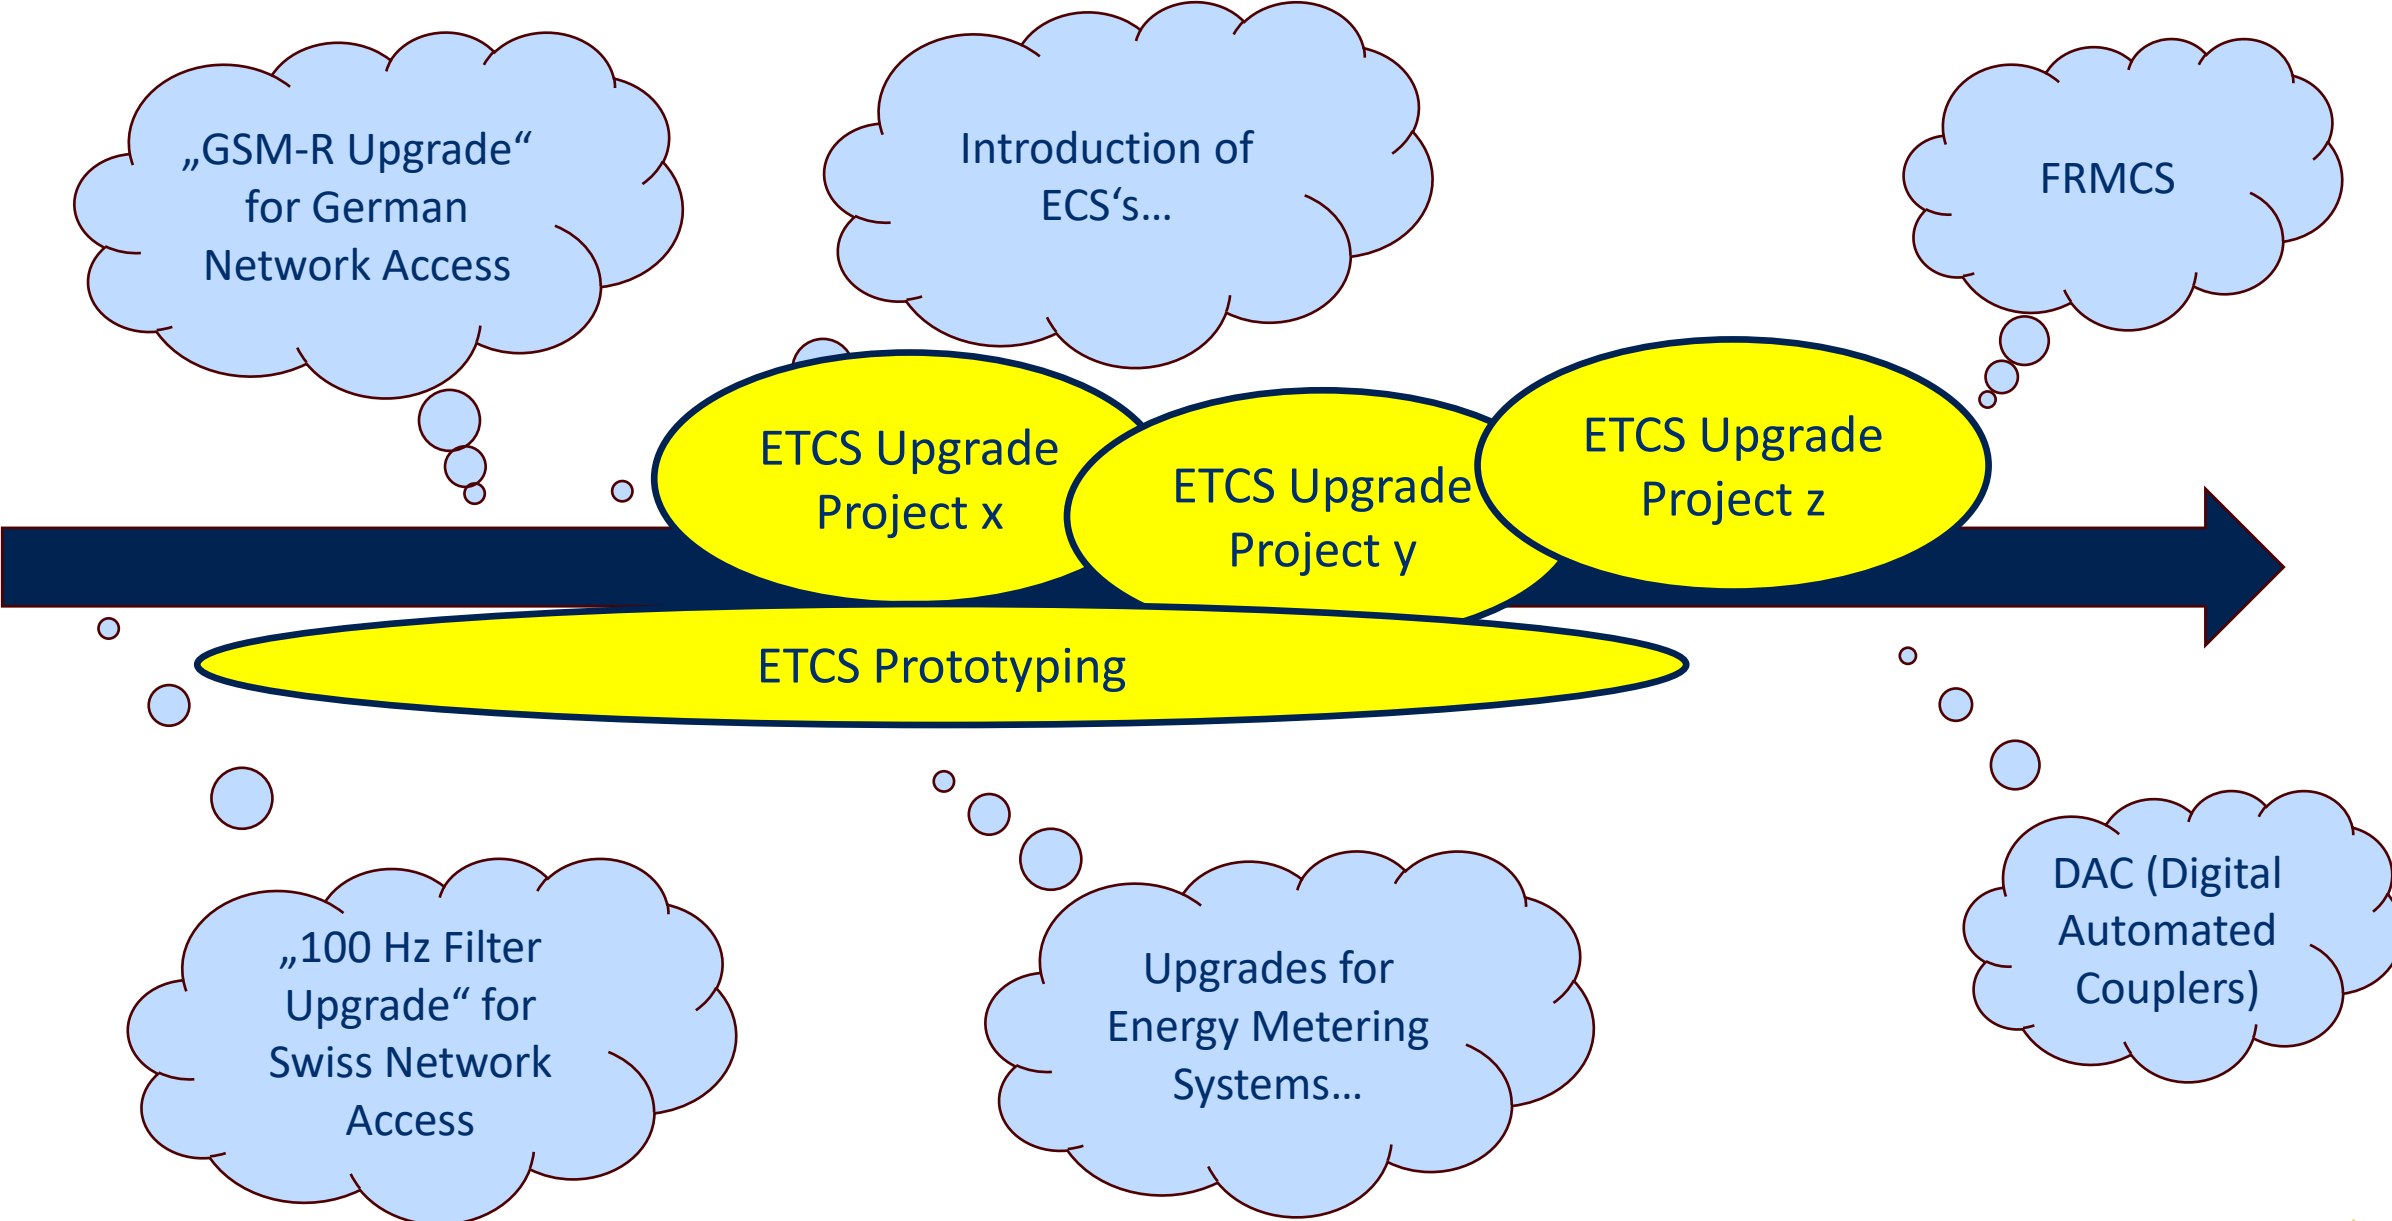 „GSM-R Upgrade“
for German
Network Access
Introduction of
ECS‘s…
FRMCS
ETCS Upgrade
Project x
ETCS Upgrade
Project y
ETCS Upgrade
Project z
ETCS Prototyping
„100 Hz Filter
Upgrade“ for
Swiss Network
Access
Upgrades for
Energy Metering
Systems…
DAC (Digital
Automated
Couplers)